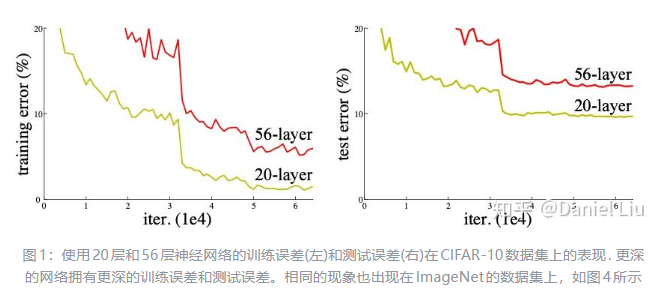 20
10
0
training error (%)
56-layer
20-layer
0 1 2 3 4 5 6
iter. (1e4)
20
10
0
test error (%)
56-layer
20-layer
0 1 2 3 4 5 6
iter. (1e4)
知乎 @Daniel Liu
图1：使用20层和56层神经网络的训练误差(左)和测试误差(右)在CIFAR-10数据集上的表现. 更深
的网络拥有更深的训练误差和测试误差。相同的现象也出现在ImageNet的数据集上，如图4所示